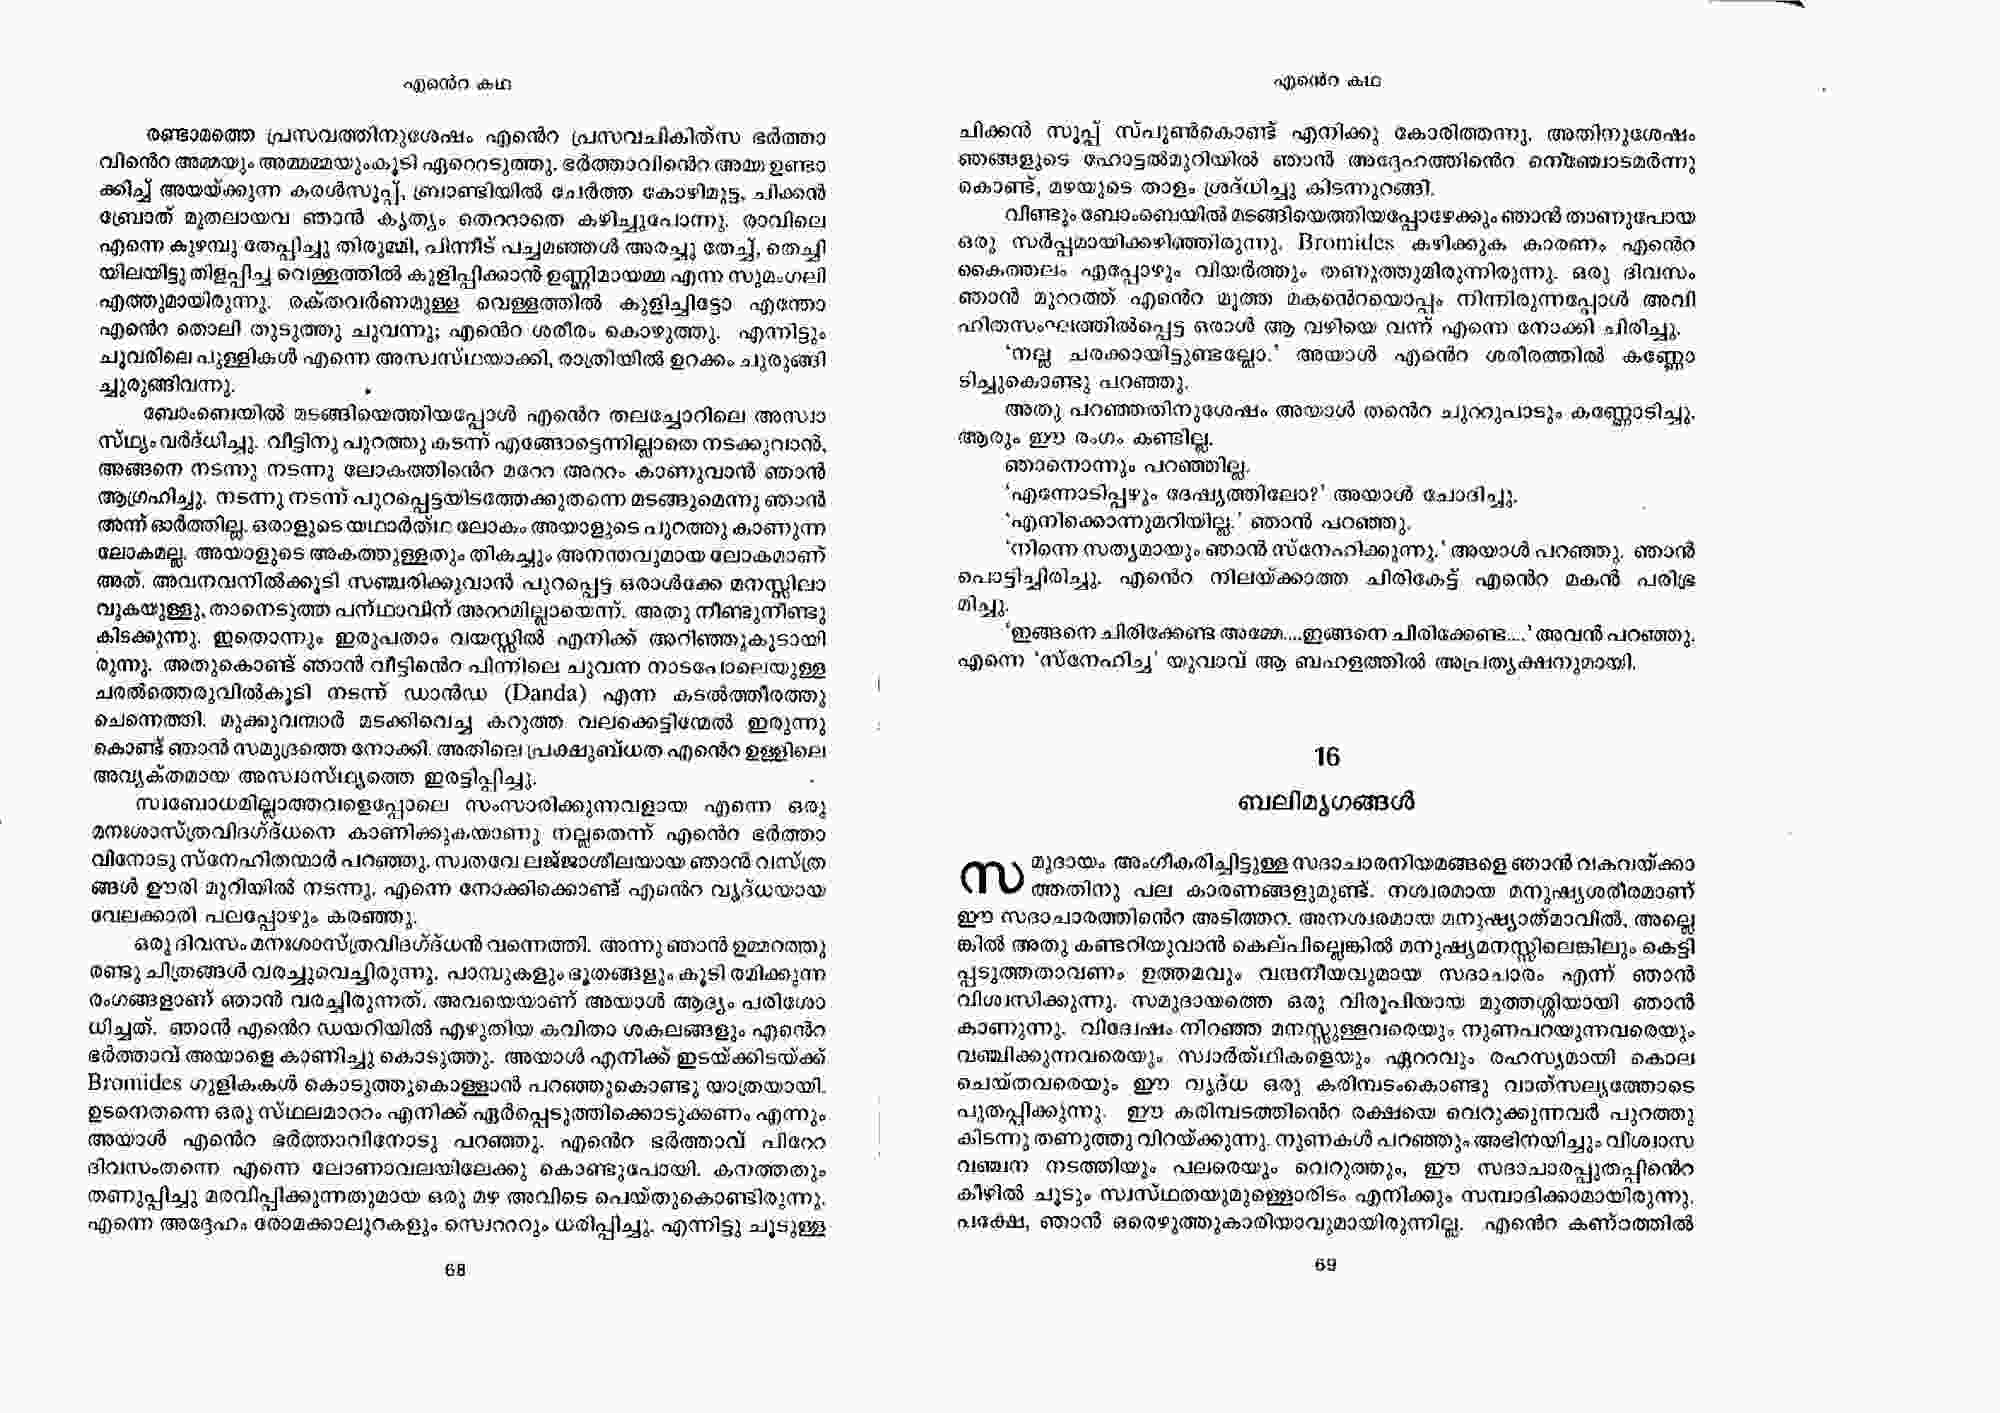 എന്റെ കഥ
രണ്ടാമത്തെ പ്രസവത്തിനുശേഷം എന്റെ പ്രസവചികിത്സ ഭർത്താ
വിന്റെ അമ്മയും അമ്മമ്മയുംകൂടി ഏറ്റെടുത്തു. ഭർത്താവിന്റെ അമ്മ ഉണ്ടാ
ക്കിച്ച് അയയ്ക്കുന്ന കരൾസൂപ്പ്, ബ്രാണ്ടിയിൽ ചേർത്ത കോഴിമുട്ട, ചിക്കൻ
ബ്രോത് മുതലായവ ഞാൻ കൃത്യം തെറ്റാതെ കഴിച്ചുപോന്നു. രാവിലെ
എന്നെ കുഴമ്പു തേപ്പിച്ചു തിരുമ്മി, പിന്നീട് പച്ചമഞ്ഞൾ അരച്ചു തേച്ച്, തെച്ചി
യിലയിട്ടു തിളപ്പിച്ച വെള്ളത്തിൽ കുളിപ്പിക്കാൻ ഉണ്ണിമായമ്മ എന്ന സുമംഗലി
എത്തുമായിരുന്നു. രക്തവർണമുള്ള വെള്ളത്തിൽ കുളിച്ചിട്ടോ എന്തോ
എന്റെ തൊലി തുടുത്തു ചുവന്നു; എന്റെ ശരീരം കൊഴുത്തു. എന്നിട്ടും
ചുവരിലെ പുള്ളികൾ എന്നെ അസ്വസ്ഥയാക്കി, രാത്രിയിൽ ഉറക്കം ചുരുങ്ങി
ച്ചുരുങ്ങിവന്നു.
ബോംബെയിൽ മടങ്ങിയെത്തിയപ്പോൾ എന്റെ തലച്ചോറിലെ അസ്വാ
സ്ഥ്യം വർദ്ധിച്ചു. വീട്ടിനു പുറത്തു കടന്ന് എങ്ങോട്ടെന്നില്ലാതെ നടക്കുവാൻ,
അങ്ങനെ നടന്നു നടന്നു ലോകത്തിന്റെ മറ്റേ അറ്റം കാണുവാൻ ഞാൻ
ആഗ്രഹിച്ചു. നടന്നു നടന്ന് പുറപ്പെട്ടയിടത്തേക്കുതന്നെ മടങ്ങുമെന്നു ഞാൻ
അന്ന് ഓർത്തില്ല. ഒരാളുടെ യഥാർത്ഥ ലോകം അയാളുടെ പുറത്തു കാണുന്ന
ലോകമല്ല. അയാളുടെ അകത്തുള്ളതും തികച്ചും അനന്തവുമായ ലോകമാണ്
അത്. അവനവനിൽക്കൂടി സഞ്ചരിക്കുവാൻ പുറപ്പെട്ട ഒരാൾക്കേ മനസ്സിലാ
വുകയുള്ളു, താനെടുത്ത പന്ഥാവിന് അറ്റമില്ലായെന്ന്. അതു നീണ്ടുനീണ്ടു
കിടക്കുന്നു. ഇതൊന്നും ഇരുപതാം വയസ്സിൽ എനിക്ക് അറിഞ്ഞുകൂടായി
രുന്നു. അതുകൊണ്ട് ഞാൻ വീട്ടിന്റെ പിന്നിലെ ചുവന്ന നാടപോലെയുള്ള
ചരൽത്തെരുവിൽകൂടി നടന്ന് ഡാൻഡ (Danda) എന്ന കടൽത്തീരത്തു
ചെന്നെത്തി. മുക്കുവന്മാർ മടക്കിവെച്ച കറുത്ത വലക്കെട്ടിന്മേൽ ഇരുന്നു
കൊണ്ട് ഞാൻ സമുദ്രത്തെ നോക്കി. അതിലെ പ്രക്ഷുബ്ധത എന്റെ ഉള്ളിലെ
അവ്യക്തമായ അസ്വാസ്ഥ്യത്തെ ഇരട്ടിപ്പിച്ചു.
സ്വബോധമില്ലാത്തവളെപ്പോലെ സംസാരിക്കുന്നവളായ എന്നെ ഒരു
മനഃശാസ്ത്രവിദഗ്ദ്ധനെ കാണിക്കുകയാണു നല്ലതെന്ന് എന്റെ ഭർത്താ
വിനോടു സ്നേഹിതന്മാർ പറഞ്ഞു. സ്വതവേ ലജ്ജാശീലയായ ഞാൻ വസ്ത്ര
ങ്ങൾ ഊരി മുറിയിൽ നടന്നു. എന്നെ നോക്കിക്കൊണ്ട് എന്റെ വൃദ്ധയായ
വേലക്കാരി പലപ്പോഴും കരഞ്ഞു.
ഒരു ദിവസം മനഃശാസ്ത്രവിദഗ്ദ്ധൻ വന്നെത്തി. അന്നു ഞാൻ ഉമ്മറത്തു
രണ്ടു ചിത്രങ്ങൾ വരച്ചുവെച്ചിരുന്നു. പാമ്പുകളും ഭൂതങ്ങളും കൂടി രമിക്കുന്ന
രംഗങ്ങളാണ് ഞാൻ വരച്ചിരുന്നത്. അവയെയാണ് അയാൾ ആദ്യം പരിശോ
ധിച്ചത്. ഞാൻ എന്റെ ഡയറിയിൽ എഴുതിയ കവിതാ ശകലങ്ങളും എന്റെ
ഭർത്താവ് അയാളെ കാണിച്ചു കൊടുത്തു. അയാൾ എനിക്ക് ഇടയ്ക്കിടയ്ക്ക്
Bromides ഗുളികകൾ കൊടുത്തുകൊള്ളാൻ പറഞ്ഞുകൊണ്ടു യാത്രയായി.
ഉടനെതന്നെ ഒരു സ്ഥലമാറ്റം എനിക്ക് ഏർപ്പെടുത്തിക്കൊടുക്കണം എന്നും
അയാൾ എന്റെ ഭർത്താവിനോടു പറഞ്ഞു. എന്റെ ഭർത്താവ് പിറ്റേ
ദിവസംതന്നെ എന്നെ ലോണാവലയിലേക്കു കൊണ്ടുപോയി. കനത്തതും
തണുപ്പിച്ചു മരവിപ്പിക്കുന്നതുമായ ഒരു മഴ അവിടെ പെയ്തുകൊണ്ടിരുന്നു.
എന്നെ അദ്ദേഹം രോമക്കാലുറകളും സ്വെറ്ററും ധരിപ്പിച്ചു. എന്നിട്ടു ചൂടുള്ള
68
എന്റെ കഥ
ചിക്കൻ സൂപ്പ് സ്പൂൺകൊണ്ട് എനിക്കു കോരിത്തന്നു. അതിനുശേഷം
ഞങ്ങളുടെ ഹോട്ടൽമുറിയിൽ ഞാൻ അദ്ദേഹത്തിന്റെ നെഞ്ചോടമർന്നു
കൊണ്ട്, മഴയുടെ താളം ശ്രദ്ധിച്ചു കിടന്നുറങ്ങി.
വീണ്ടും ബോംബെയിൽ മടങ്ങിയെത്തിയപ്പോഴേക്കും ഞാൻ താണുപോയ
ഒരു സർപ്പമായിക്കഴിഞ്ഞിരുന്നു. Bromides കഴിക്കുക കാരണം എന്റെ
കൈത്തലം എപ്പോഴും വിയർത്തും തണുത്തുമിരുന്നിരുന്നു. ഒരു ദിവസം
ഞാൻ മുറ്റത്ത് എന്റെ മൂത്ത മകന്റെയൊപ്പം നിന്നിരുന്നപ്പോൾ അവി
ഹിതസംഘത്തിൽപ്പെട്ട ഒരാൾ ആ വഴിയെ വന്ന് എന്നെ നോക്കി ചിരിച്ചു.
'നല്ല ചരക്കായിട്ടുണ്ടല്ലോ.' അയാൾ എന്റെ ശരീരത്തിൽ കണ്ണോ
ടിച്ചുകൊണ്ടു പറഞ്ഞു.
അതു പറഞ്ഞതിനുശേഷം അയാൾ തന്റെ ചുറ്റുപാടും കണ്ണോടിച്ചു.
ആരും ഈ രംഗം കണ്ടില്ല.
ഞാനൊന്നും പറഞ്ഞില്ല.
'എന്നോടിപ്പഴും ദേഷ്യത്തിലോ?' അയാൾ ചോദിച്ചു.
'എനിക്കൊന്നുമറിയില്ല.' ഞാൻ പറഞ്ഞു.
'നിന്നെ സത്യമായും ഞാൻ സ്നേഹിക്കുന്നു.' അയാൾ പറഞ്ഞു. ഞാൻ
പൊട്ടിച്ചിരിച്ചു. എന്റെ നിലയ്ക്കാത്ത ചിരികേട്ട് എന്റെ മകൻ പരിഭ്ര
മിച്ചു.
'ഇങ്ങനെ ചിരിക്കേണ്ട അമ്മേ....ഇങ്ങനെ ചിരിക്കേണ്ട....' അവൻ പറഞ്ഞു.
എന്നെ 'സ്നേഹിച്ച' യുവാവ് ആ ബഹളത്തിൽ അപ്രത്യക്ഷനുമായി.
16
ബലിമൃഗങ്ങൾ
സമുദായം അംഗീകരിച്ചിട്ടുള്ള സദാചാരനിയമങ്ങളെ ഞാൻ വകവയ്ക്കാ
ത്തതിനു പല കാരണങ്ങളുമുണ്ട്. നശ്വരമായ മനുഷ്യശരീരമാണ്
ഈ സദാചാരത്തിന്റെ അടിത്തറ. അനശ്വരമായ മനുഷ്യാത്മാവിൽ, അല്ലെ
ങ്കിൽ അതു കണ്ടറിയുവാൻ കെല്പില്ലെങ്കിൽ മനുഷ്യമനസ്സിലെങ്കിലും കെട്ടി
പ്പടുത്തതാവണം ഉത്തമവും വന്ദനീയവുമായ സദാചാരം എന്ന് ഞാൻ
വിശ്വസിക്കുന്നു. സമുദായത്തെ ഒരു വിരൂപിയായ മുത്തശ്ശിയായി ഞാൻ
കാണുന്നു. വിദ്വേഷം നിറഞ്ഞ മനസ്സുള്ളവരെയും നുണപറയുന്നവരെയും
വഞ്ചിക്കുന്നവരെയും സ്വാർത്ഥികളെയും ഏറ്റവും രഹസ്യമായി കൊല
ചെയ്തവരെയും ഈ വൃദ്ധ ഒരു കരിമ്പടംകൊണ്ടു വാത്സല്യത്തോടെ
പുതപ്പിക്കുന്നു. ഈ കരിമ്പടത്തിന്റെ രക്ഷയെ വെറുക്കുന്നവർ പുറത്തു
കിടന്നു തണുത്തു വിറയ്ക്കുന്നു. നുണകൾ പറഞ്ഞും അഭിനയിച്ചും വിശ്വാസ
വഞ്ചന നടത്തിയും പലരെയും വെറുത്തും, ഈ സദാചാരപ്പുതപ്പിന്റെ
കീഴിൽ ചൂടും സ്വസ്ഥതയുമുള്ളൊരിടം എനിക്കും സമ്പാദിക്കാമായിരുന്നു.
പക്ഷേ, ഞാൻ ഒരെഴുത്തുകാരിയാവുമായിരുന്നില്ല. എന്റെ കണ്ഠത്തിൽ
69